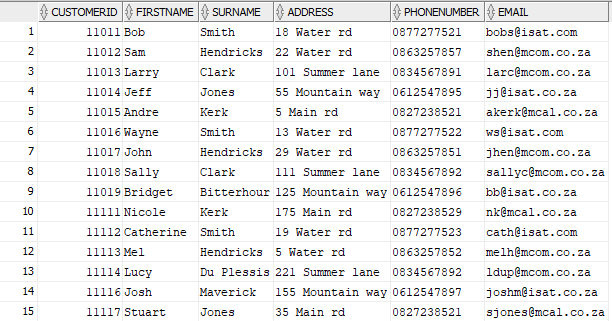 CUSTOMERID FIRSTNAME SURNAME ADDRESS PHONENUMBER EMAIL
1 11011 Bob Smith 18 Water rd 0877277521 bobs@isat.com
2 11012 Sam Hendricks 22 Water rd 0863257857 shen@mcom.co.za
3 11013 Larry Clark 101 Summer lane 0834567891 larc@mcom.co.za
4 11014 Jeff Jones 55 Mountain way 0612547895 jj@isat.co.za
5 11015 Andre Kerk 5 Main rd 0827238521 akerk@mcal.co.za
6 11016 Wayne Smith 13 Water rd 0877277522 ws@isat.com
7 11017 John Hendricks 29 Water rd 0863257851 jhen@mcom.co.za
8 11018 Sally Clark 111 Summer lane 0834567892 sallyc@mcom.co.za
9 11019 Bridget Bitterhour 125 Mountain way 0612547896 bb@isat.co.za
10 11111 Nicole Kerk 175 Main rd 0827238529 nk@mcal.co.za
11 11112 Catherine Smith 19 Water rd 0877277523 cath@isat.com
12 11113 Mel Hendricks 5 Water rd 0863257852 melh@mcom.co.za
13 11114 Lucy Du Plessis 221 Summer lane 0834567893 ldup@mcom.co.za
14 11116 Josh Maverick 155 Mountain way 0612547897 joshm@isat.co.za
15 11117 Stuart Jones 35 Main rd 0827238521 sjones@mcal.co.za